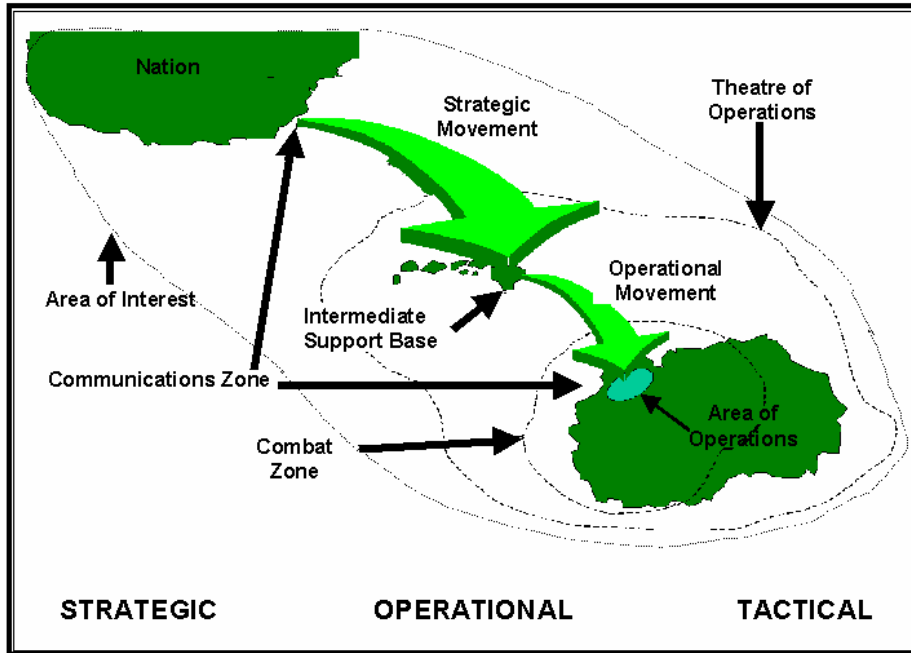 Nation
Theatre of
Operations
Strategic
Movement
Operational
Movement
Area of Interest
Intermediate
Support Base
Communications Zone
Area of
Operations
Combat
Zone
STRATEGIC OPERATIONAL TACTICAL